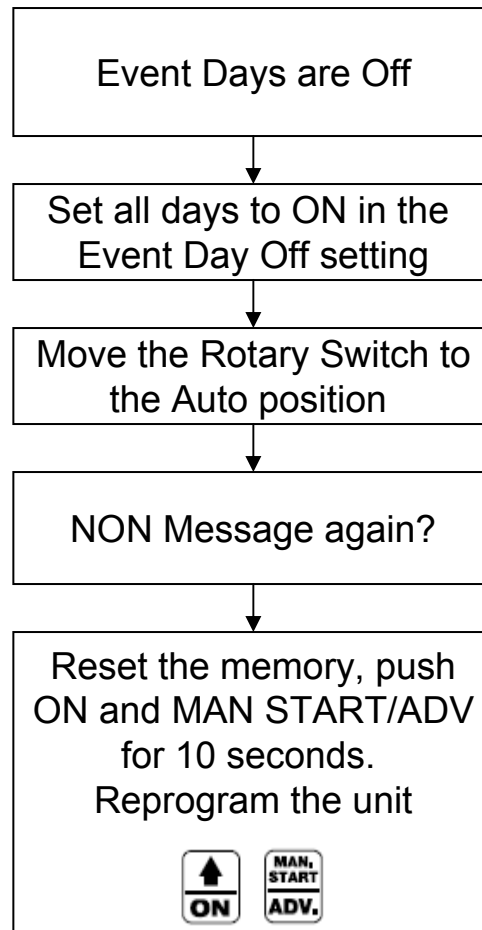 Event Days are Off
Set all days to ON in the
Event Day Off setting
Move the Rotary Switch to
the Auto position
NON Message again?
Reset the memory, push
ON and MAN START/ADV
for 10 seconds.
Reprogram the unit
ON
MAN.
START
ADV.